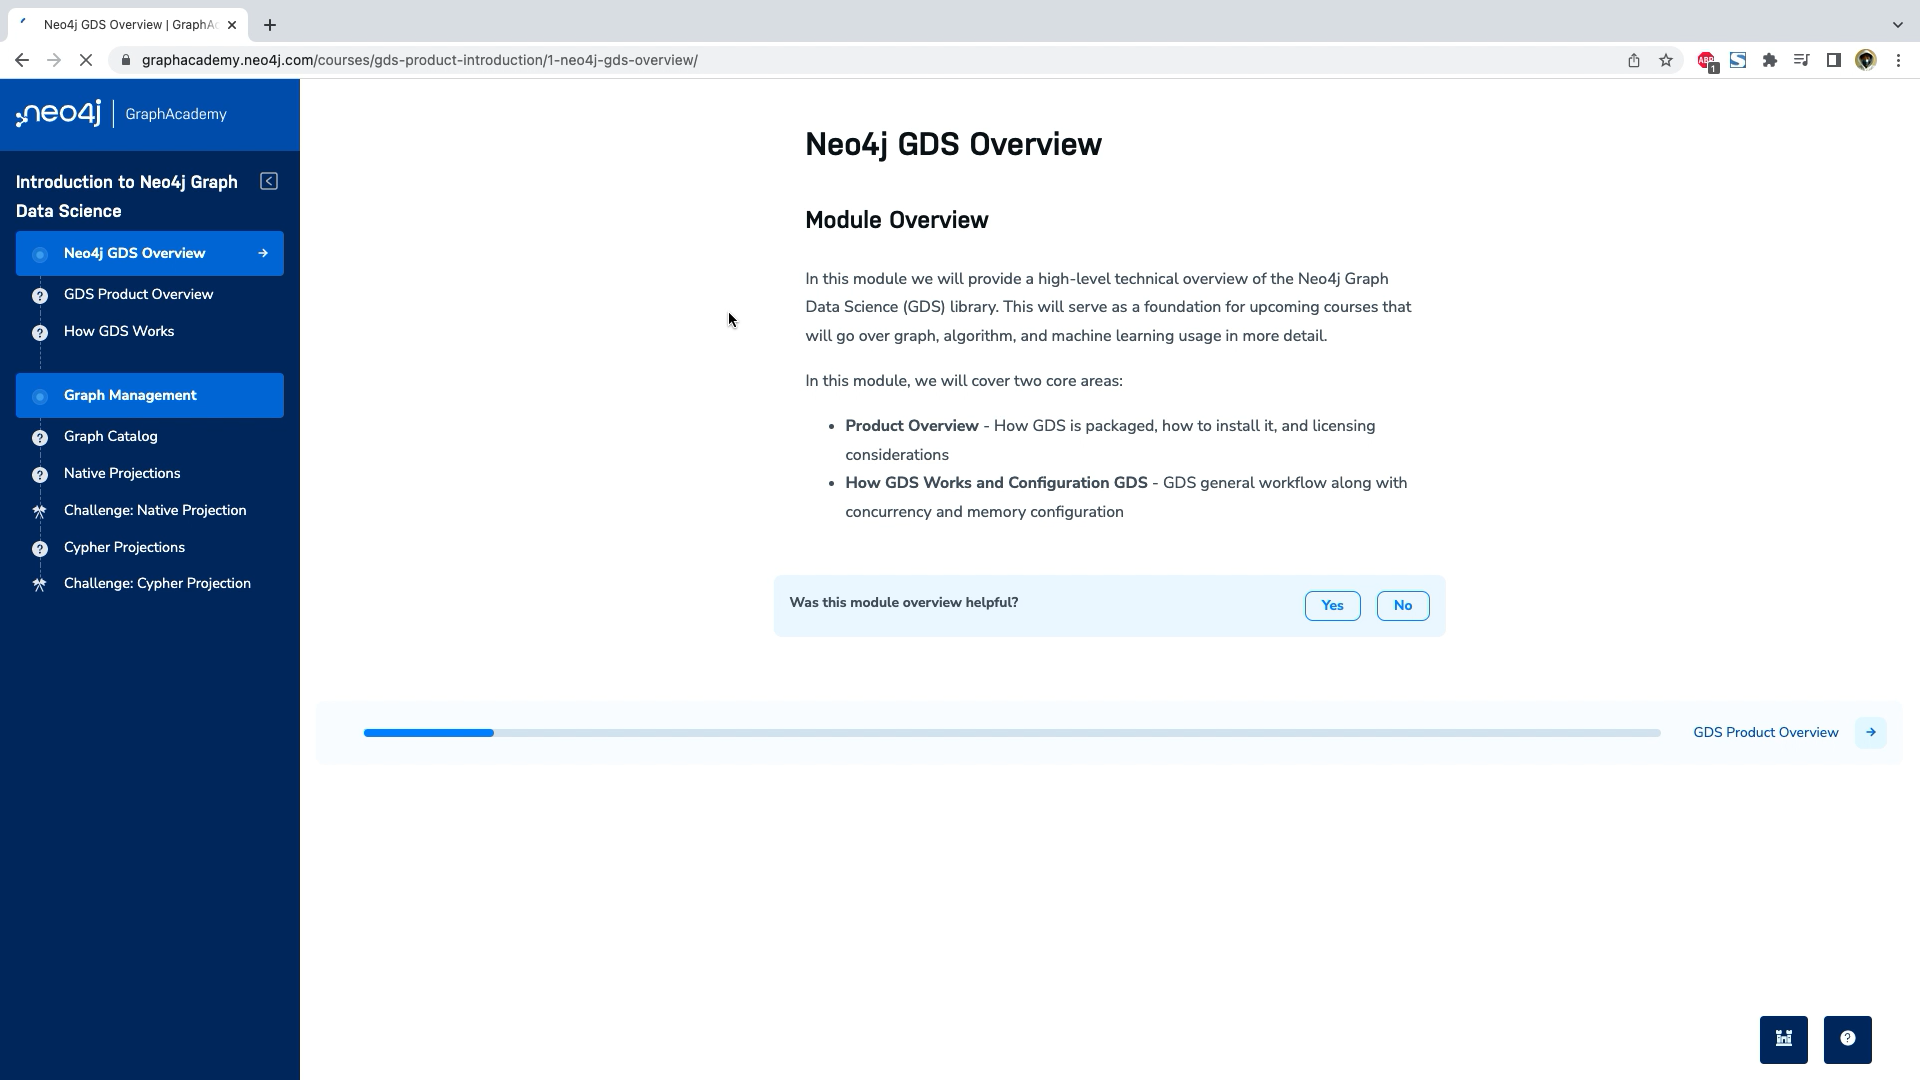 Neo4j GDS Overview | GraphAc
graphacademy.neo4j.com/courses/gds-product-introduction/1-neo4j-gds-overview/
ABP
1
neo4j
GraphAcademy
Introduction to Neo4j Graph
Data Science
Neo4j GDS Overview
GDS Product Overview
How GDS Works
Graph Management
Graph Catalog
Native Projections
Challenge: Native Projection
Cypher Projections
Challenge: Cypher Projection
Neo4j GDS Overview
Module Overview
In this module we will provide a high-level technical overview of the Neo4j Graph
Data Science (GDS) library. This will serve as a foundation for upcoming courses that
will go over graph, algorithm, and machine learning usage in more detail.
In this module, we will cover two core areas:
• Product Overview - How GDS is packaged, how to install it, and licensing
considerations
• How GDS Works and Configuration GDS - GDS general workflow along with
concurrency and memory configuration
Was this module overview helpful?
Yes
No
GDS Product Overview